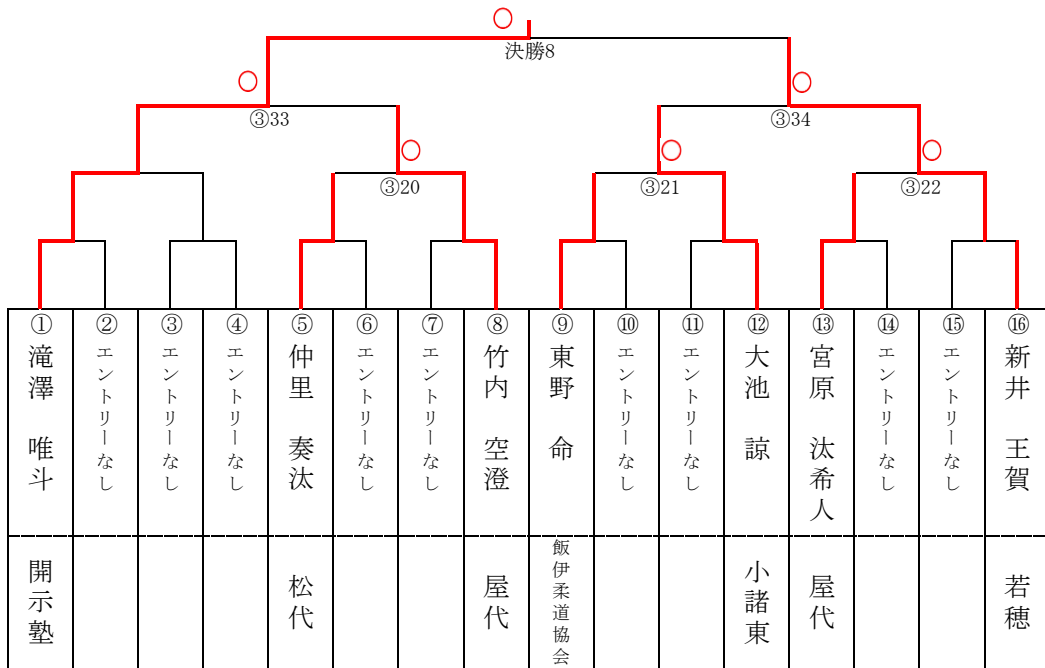 決勝8
③33
③34
③20
③21
③22
①
②
③
④
⑤
⑥
⑦
⑧
⑨
⑩
⑪
⑫
⑬
⑭
⑮
⑯
滝澤 唯斗
エントリーなし
エントリーなし
エントリーなし
仲里 奏汰
エントリーなし
エントリーなし
竹内 空澄
東野 命
エントリーなし
エントリーなし
大池 諒
宮原 汰希人
エントリーなし
エントリーなし
新井 王賀
開示塾
松代
屋代
飯伊柔道協会
小諸東
屋代
若穂